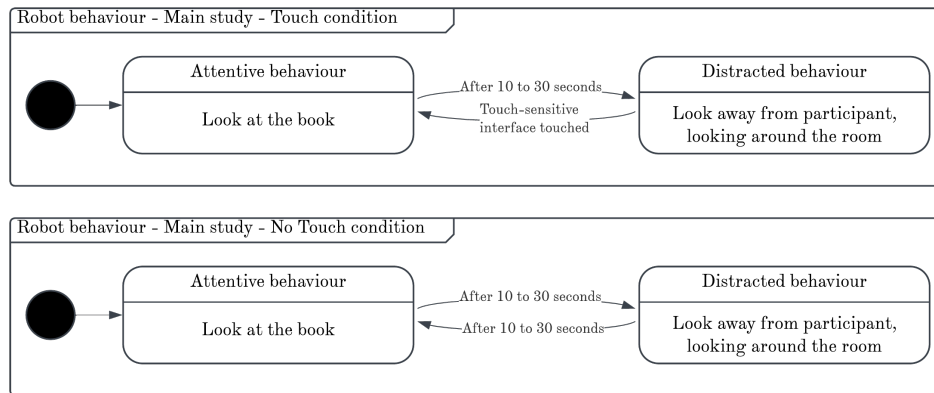 Robot behaviour - Main study - Touch condition
Attentive behaviour
Look at the book
After 10 to 30 seconds
Touch-sensitive
interface touched
Distracted behaviour
Look away from participant,
looking around the room
Robot behaviour - Main study - No Touch condition
Attentive behaviour
Look at the book
After 10 to 30 seconds
After 10 to 30 seconds
Distracted behaviour
Look away from participant,
looking around the room